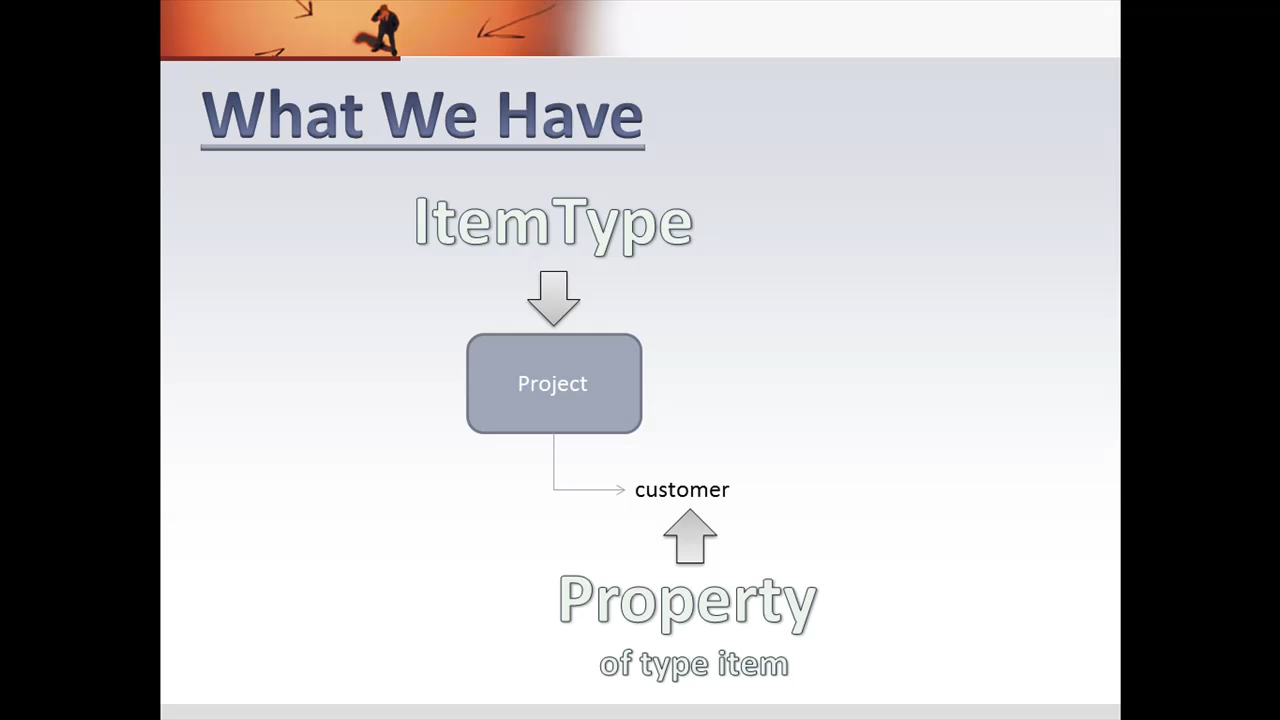 What We Have
ItemType
Project
customer
Property
of type item